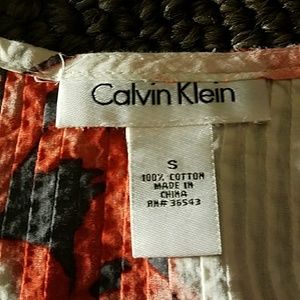 Calvin Klein
S
100% COTTON
MADE IN
CHINA
RN# 36543